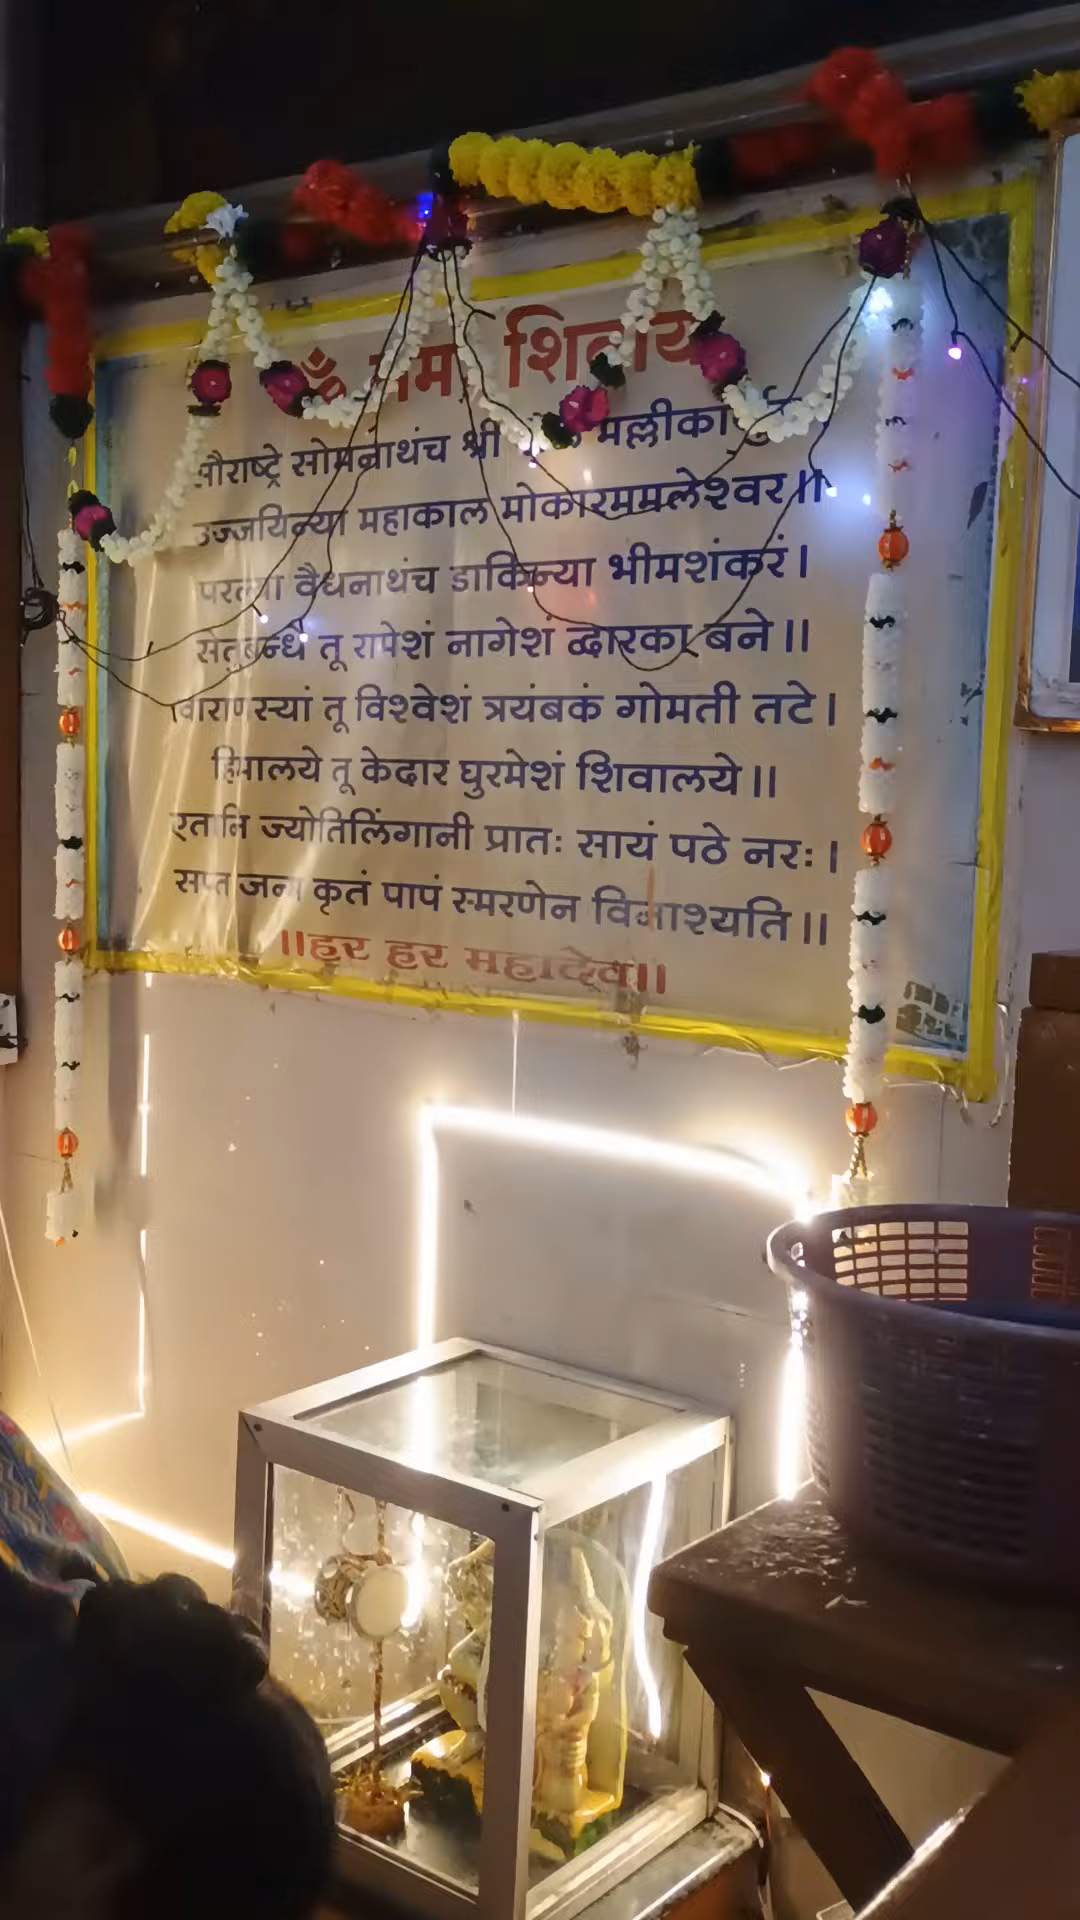 ॐ नमः शिवाय
सौराष्ट्रे सोमनाथंच श्री मल्लीकार्जु
उज्जयिन्या महाकाल मोकारममलेश्वर॥
परल्या वैधनाथंच डाकिन्या भीमशंकरं।
सेतुबन्धे तू रामेशं नागेशं द्वारका बने॥
वाराणस्यां तू विश्वेशं त्रयंबकं गोमती तटे।
हिमालये तू केदार घुरमेशं शिवालये॥
एतानि ज्योतिलिंगानी प्रातः सायं पठे नरः।
सप्त जन्म कृतं पापं स्मरणेन विनाश्यति॥
॥हर हर महादेव॥